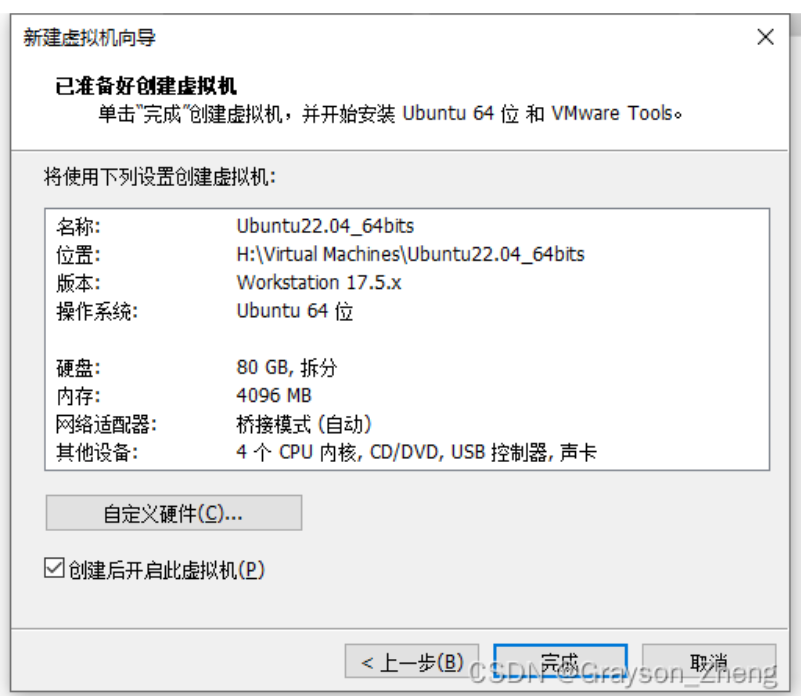 新建虚拟机向导
已准备好创建虚拟机
单击“完成”创建虚拟机，并开始安装 Ubuntu 64 位 和 VMware Tools。
将使用下列设置创建虚拟机:
名称: Ubuntu22.04_64bits
位置: H:\Virtual Machines\Ubuntu22.04_64bits
版本: Workstation 17.5.x
操作系统: Ubuntu 64 位
硬盘: 80 GB, 拆分
内存: 4096 MB
网络适配器: 桥接模式 (自动)
其他设备: 4 个 CPU 内核, CD/DVD, USB 控制器, 声卡
自定义硬件(C)...
创建后开启此虚拟机(P)
< 上一步(B) 完成 取消
CSDN @Grayson_Zheng